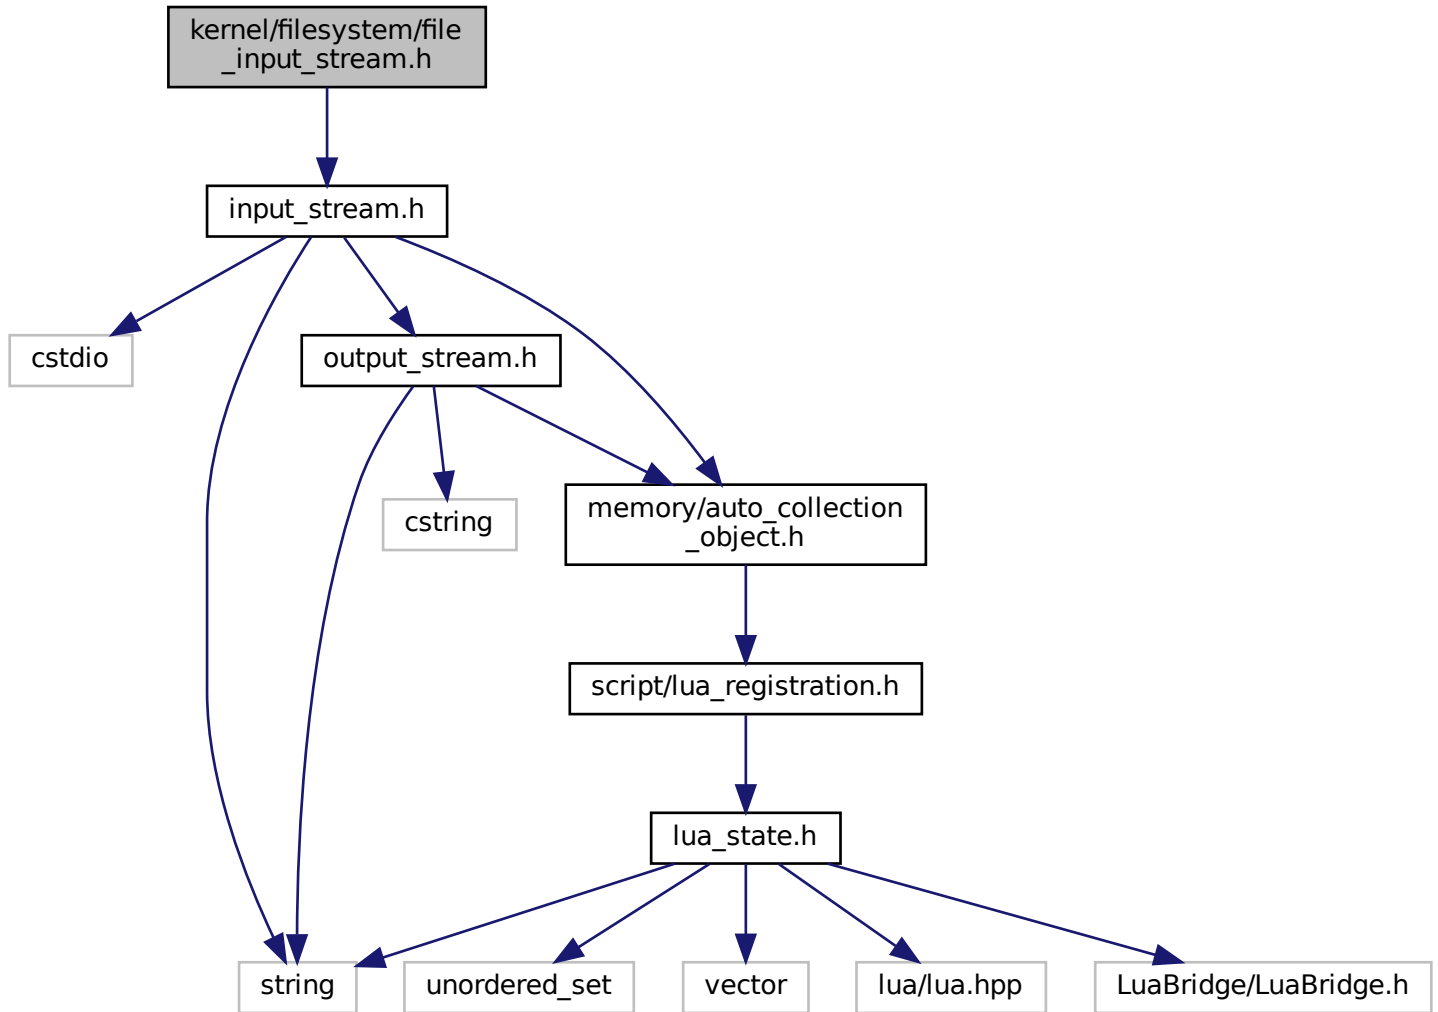 kernel/filesystem/file
_input_stream.h
input_stream.h
cstdio
output_stream.h
cstring
memory/auto_collection
_object.h
script/lua_registration.h
lua_state.h
string
unordered_set
vector
lua/lua.hpp
LuaBridge/LuaBridge.h